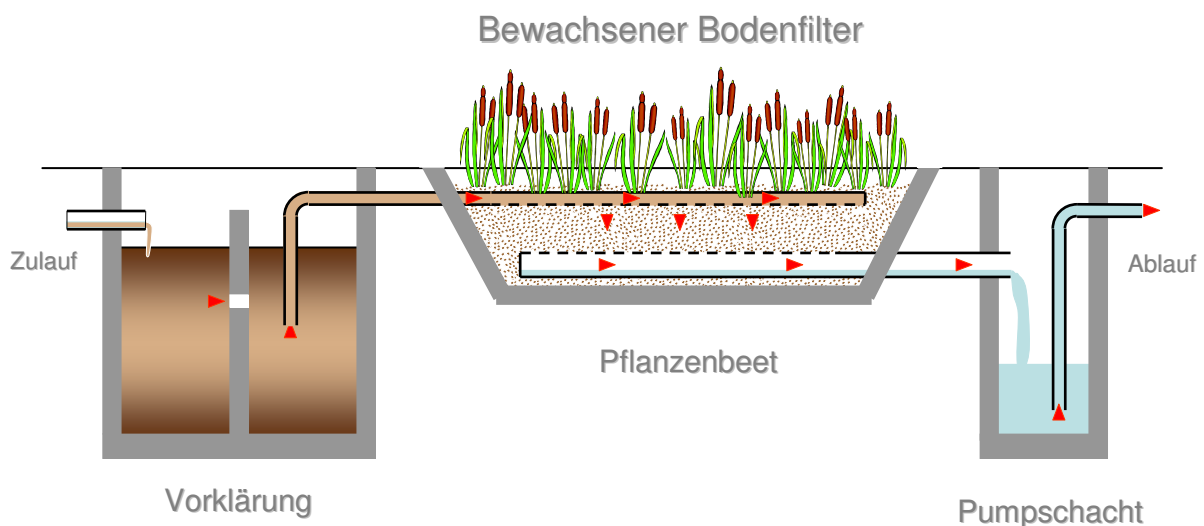 Bewachsener Bodenfilter
Zulauf
Ablauf
Pflanzenbeet
Vorklärung
Pumpschacht